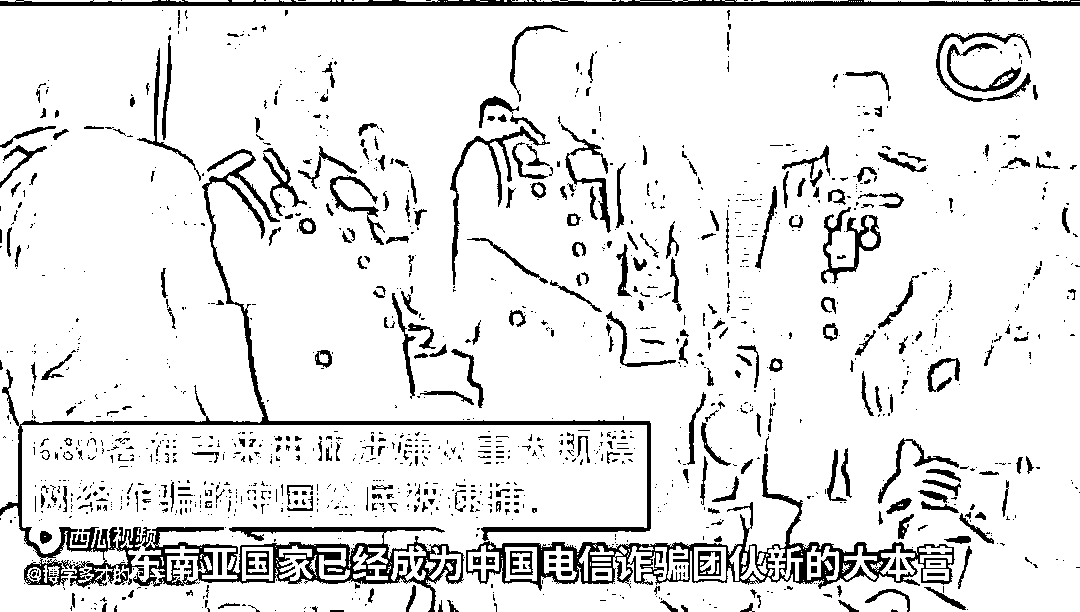 680名在马来西亚涉嫌从事大规模
网络诈骗的中国公民被逮捕.
西瓜视频
@博学多才的
东南亚国家已经成为中国电信诈骗团伙新的大本营